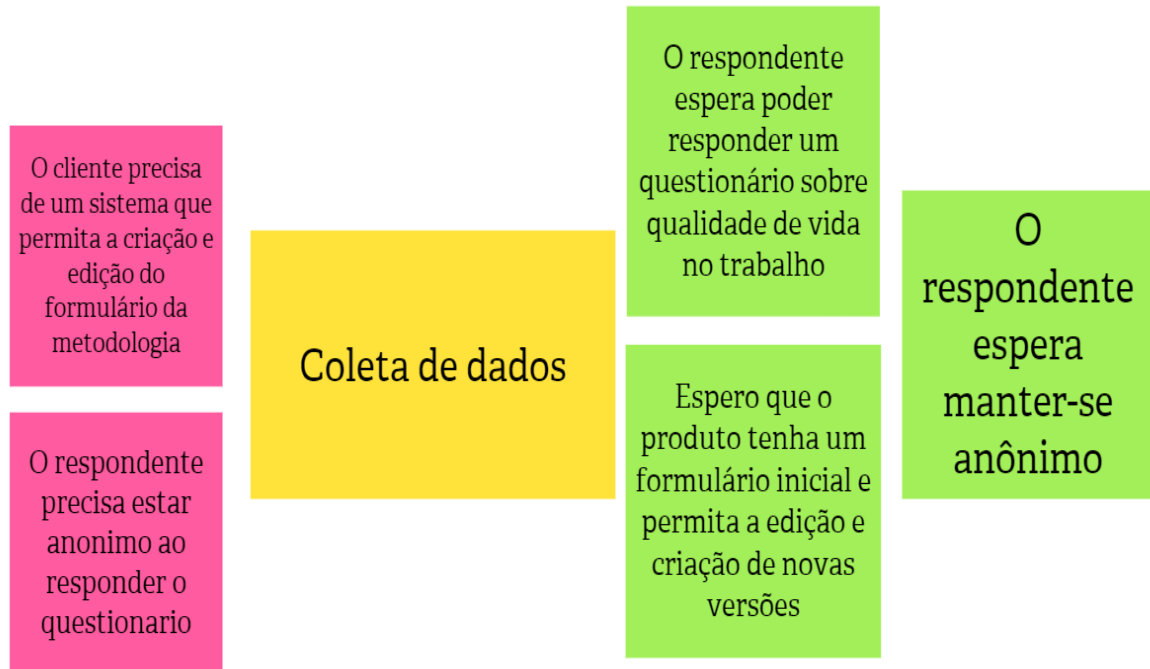 O cliente precisa
de um sistema que
permita a criação e
edição do
formulário da
metodologia
O respondente
precisa estar
anonimo ao
responder o
questionario
Coleta de dados
O respondente
espera poder
responder um
questionário sobre
qualidade de vida
no trabalho
Espero que o
produto tenha um
formulário inicial e
permita a edição e
criação de novas
versões
O
respondente
espera
manter-se
anônimo